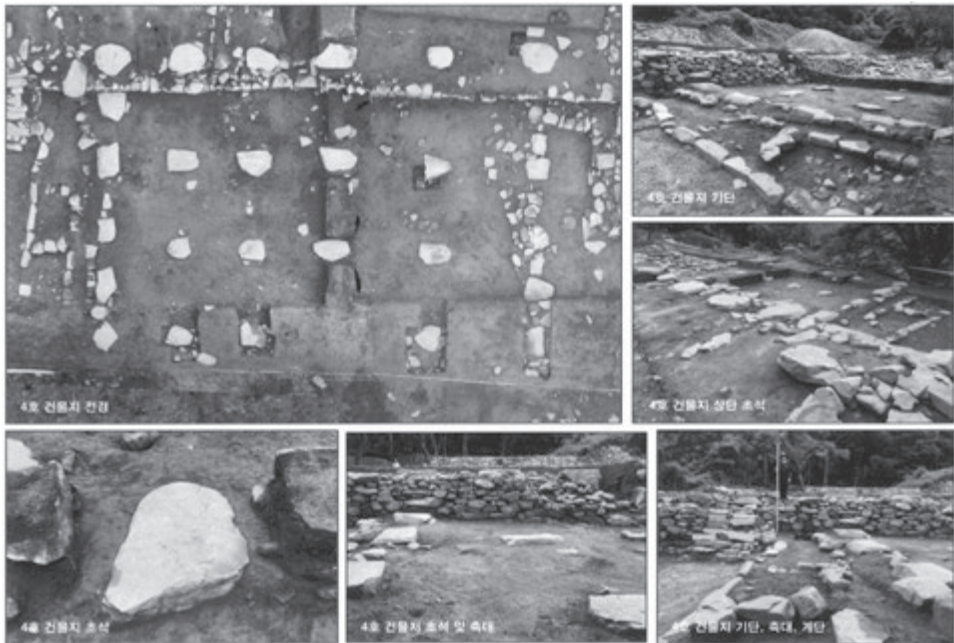 4호 건물지 전경
4호 건물지 기단
4호 건물지 상단 초석
4호 건물지 초석
4호 건물지 초석 및 축대
4호 건물지 기단, 축대, 계단